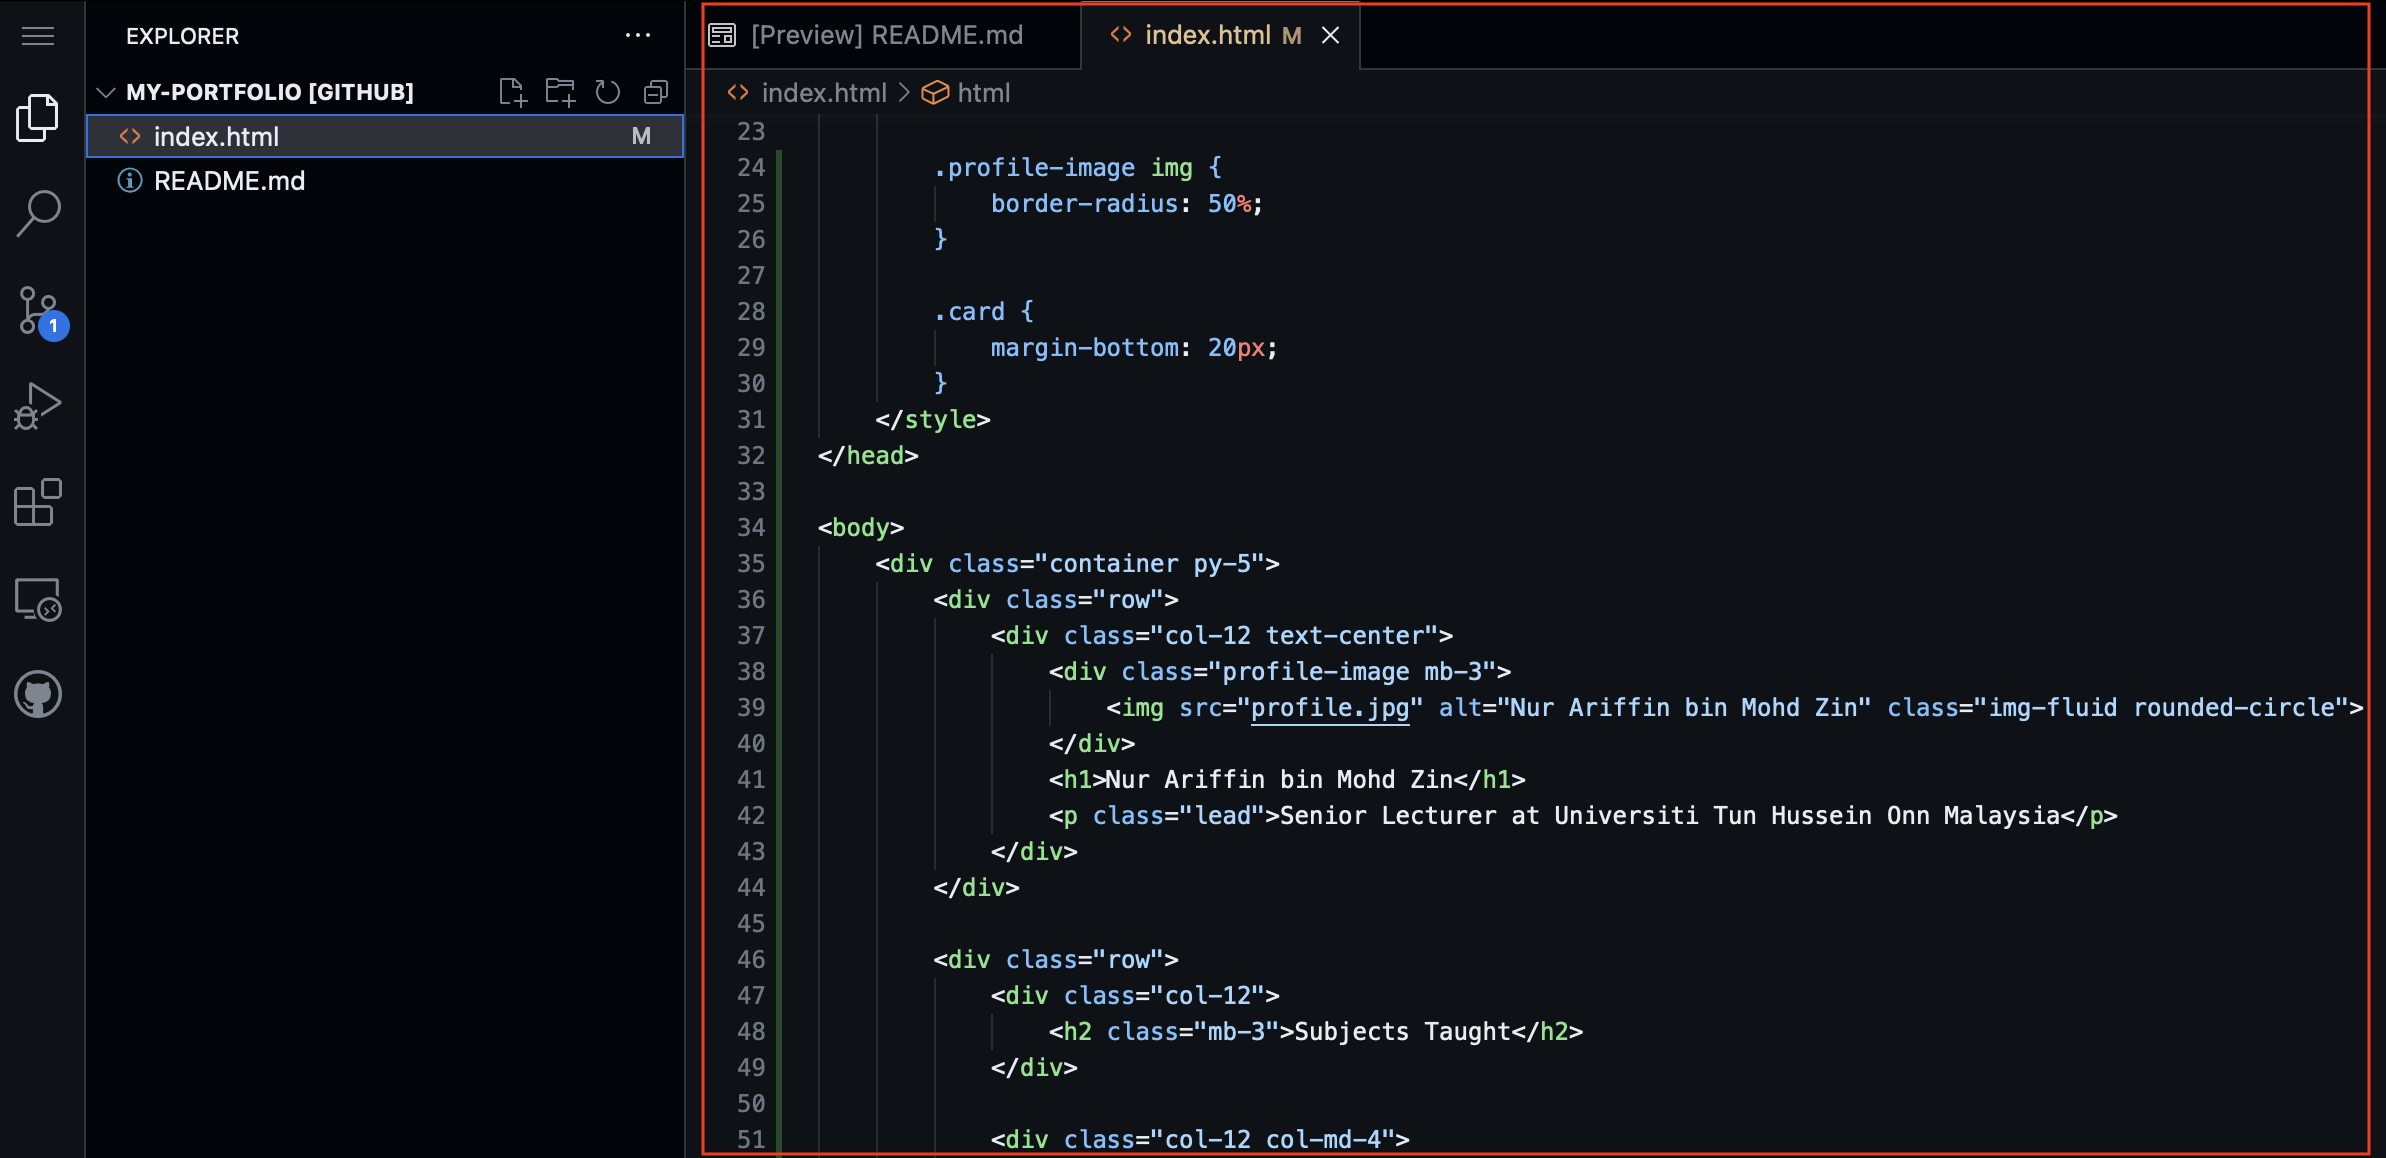 EXPLORER
MY-PORTFOLIO [GITHUB]
index.html M
README.md
1
[Preview] README.md
index.html M
index.html > html
23
24 .profile-image img {
25 border-radius: 50%;
26 }
27
28 .card {
29 margin-bottom: 20px;
30 }
31 </style>
32 </head>
33
34 <body>
35 <div class="container py-5">
36 <div class="row">
37 <div class="col-12 text-center">
38 <div class="profile-image mb-3">
39 <img src="profile.jpg" alt="Nur Ariffin bin Mohd Zin" class="img-fluid rounded-circle">
40 </div>
41 <h1>Nur Ariffin bin Mohd Zin</h1>
42 <p class="lead">Senior Lecturer at Universiti Tun Hussein Onn Malaysia</p>
43 </div>
44 </div>
45
46 <div class="row">
47 <div class="col-12">
48 <h2 class="mb-3">Subjects Taught</h2>
49 </div>
50
51 <div class="col-12 col-md-4">